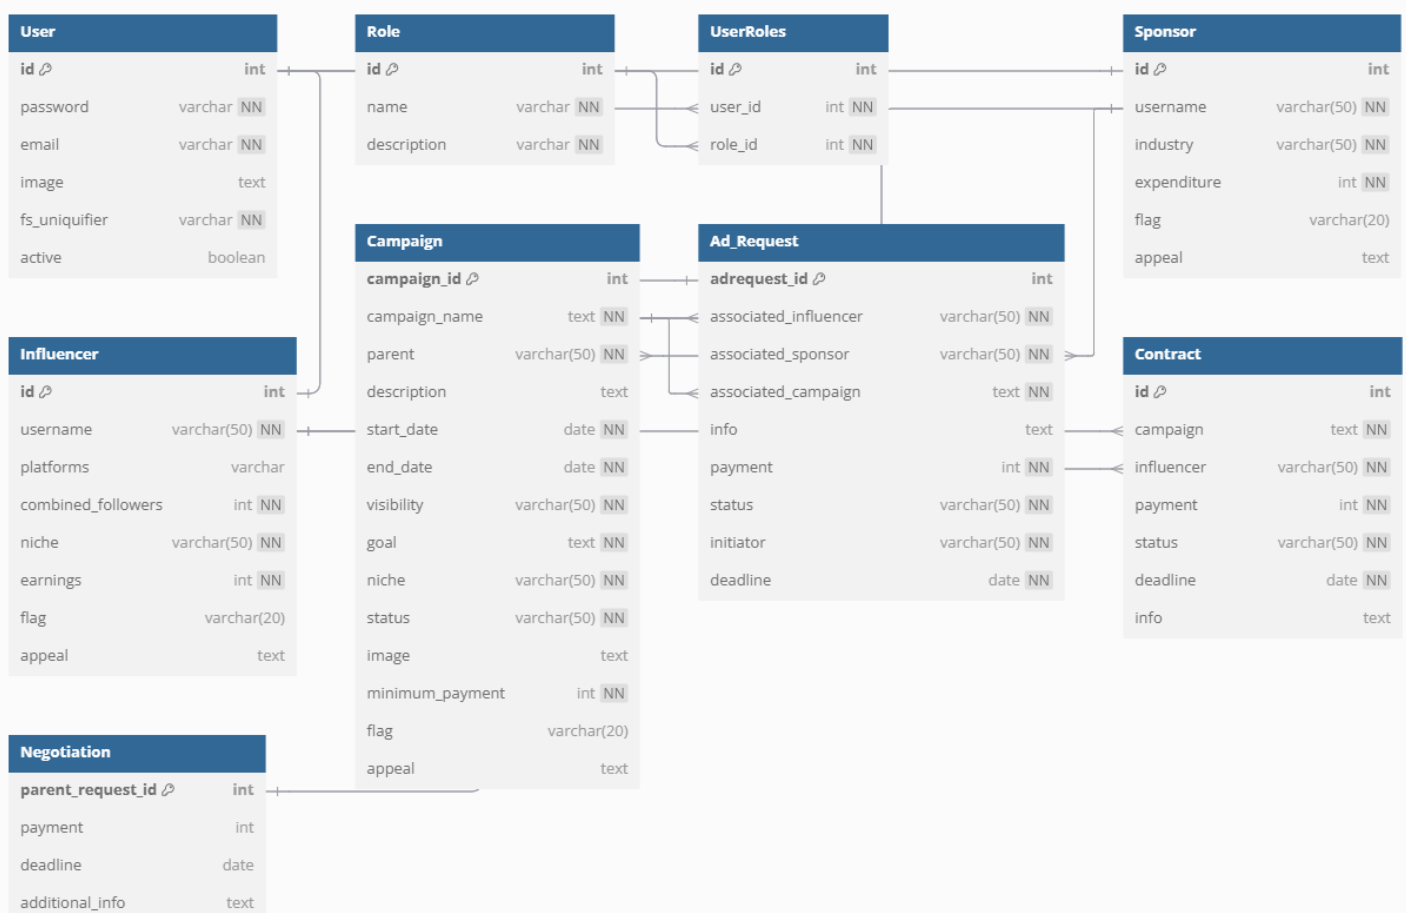 User
id int
password varchar NN
email varchar NN
image text
fs_uniquifier varchar NN
active boolean
Role
id int
name varchar NN
description varchar NN
UserRoles
id int
user_id int NN
role_id int NN
Sponsor
id int
username varchar(50) NN
industry varchar(50) NN
expenditure int NN
flag varchar(20)
appeal text
Campaign
campaign_id int
campaign_name text NN
parent varchar(50) NN
description text
start_date date NN
end_date date NN
visibility varchar(50) NN
goal text NN
niche varchar(50) NN
status varchar(50) NN
image text
minimum_payment int NN
flag varchar(20)
appeal text
Ad_Request
adrequest_id int
associated_influencer varchar(50) NN
associated_sponsor varchar(50) NN
associated_campaign text NN
info text
payment int NN
status varchar(50) NN
initiator varchar(50) NN
deadline date NN
Influencer
id int
username varchar(50) NN
platforms varchar
combined_followers int NN
niche varchar(50) NN
earnings int NN
flag varchar(20)
appeal text
Contract
id int
campaign text NN
influencer varchar(50) NN
payment int NN
status varchar(50) NN
deadline date NN
info text
Negotiation
parent_request_id int
payment int
deadline date
additional_info text